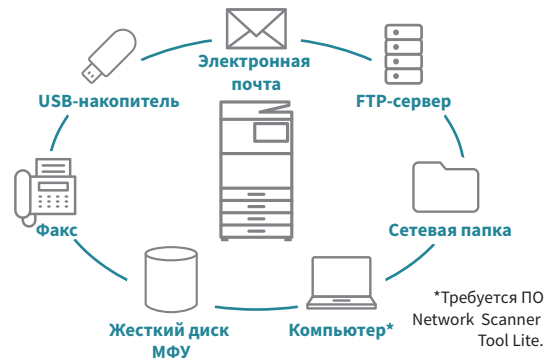 Электронная
почта
USB-накопитель
FTP-сервер
Факс
Сетевая папка
Жесткий диск
МФУ
Компьютер*
*Требуется ПО
Network Scanner
Tool Lite.